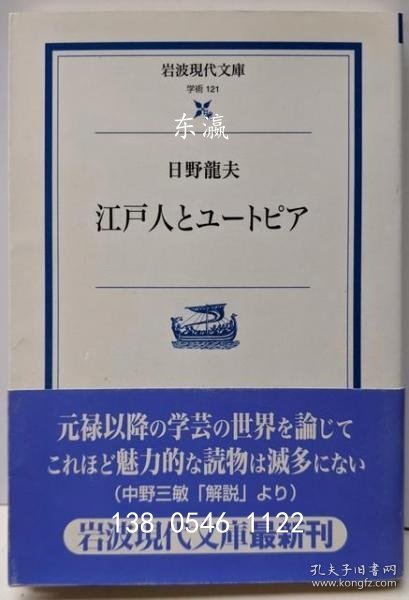 岩波現代文庫
学術 121
东瀛
日野龍夫
江戸人とユートピア
元禄以降の学芸の世界を論じて
これほど魅力的な読物は滅多にない
(中野三敏「解説」より)
138 0546 1122
岩波現代文庫最新刊
孔夫子旧书网
www.kongfz.com